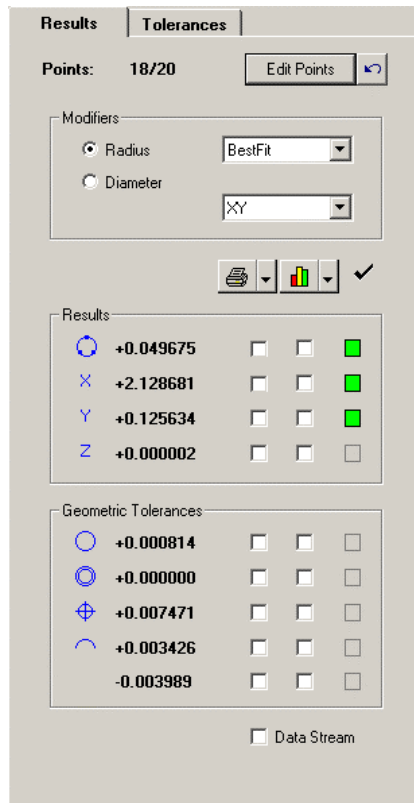 Results Tolerances
Points: 18/20 Edit Points
Modifiers
Radius BestFit
Diameter
XY
Results
+0.049675
X +2.128681
Y +0.125634
Z +0.000002
Geometric Tolerances
+0.000814
+0.000000
+0.007471
+0.003426
-0.003989
Data Stream